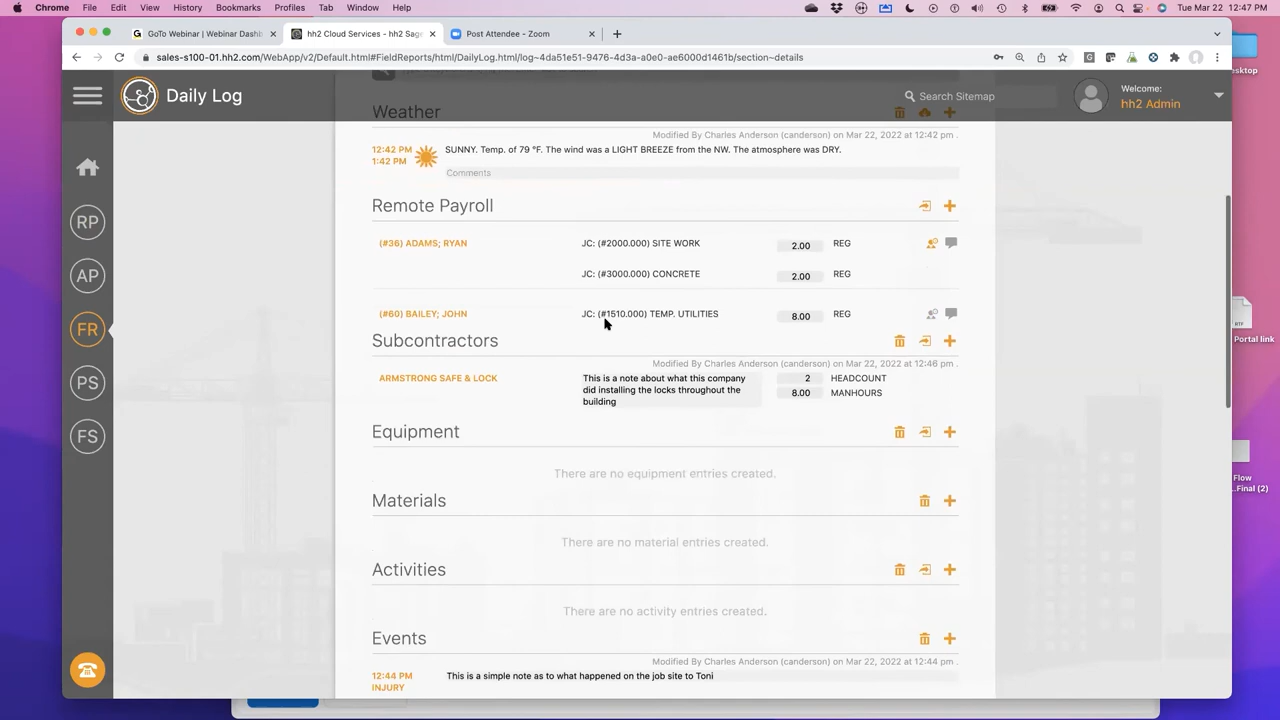 Chrome File Edit View History Bookmarks Profiles Tab Window Help
Tue Mar 22 12:47 PM
GoTo Webinar | Webinar Dashb
hh2 Cloud Services - hh2 Sage
Post Attendee - Zoom
sales-s100-01.hh2.com/WebApp/v2/Default.html#FieldReports/html/DailyLog.html/log~4da51e51-9476-4d3a-a0e0-ae6000d1461b/section~details
Daily Log
Search Sitemap
Welcome:
hh2 Admin
Weather
Modified By Charles Anderson (canderson) on Mar 22, 2022 at 12:42 pm .
12:42 PM
1:42 PM
SUNNY. Temp. of 79 °F. The wind was a LIGHT BREEZE from the NW. The atmosphere was DRY.
Comments
Remote Payroll
(#36) ADAMS; RYAN JC: (#2000.000) SITE WORK 2.00 REG
JC: (#3000.000) CONCRETE 2.00 REG
(#60) BAILEY; JOHN JC: (#1510.000) TEMP. UTILITIES 8.00 REG
Subcontractors
Modified By Charles Anderson (canderson) on Mar 22, 2022 at 12:46 pm .
ARMSTRONG SAFE & LOCK
This is a note about what this company
did installing the locks throughout the
building
2 HEADCOUNT
8.00 MANHOURS
Equipment
There are no equipment entries created.
Materials
There are no material entries created.
Activities
There are no activity entries created.
Events
Modified By Charles Anderson (canderson) on Mar 22, 2022 at 12:44 pm .
12:44 PM
INJURY
This is a simple note as to what happened on the job site to Toni
RP
AP
FR
PS
FS
esktop
RTF
Portal link
Flow
...Final (2)